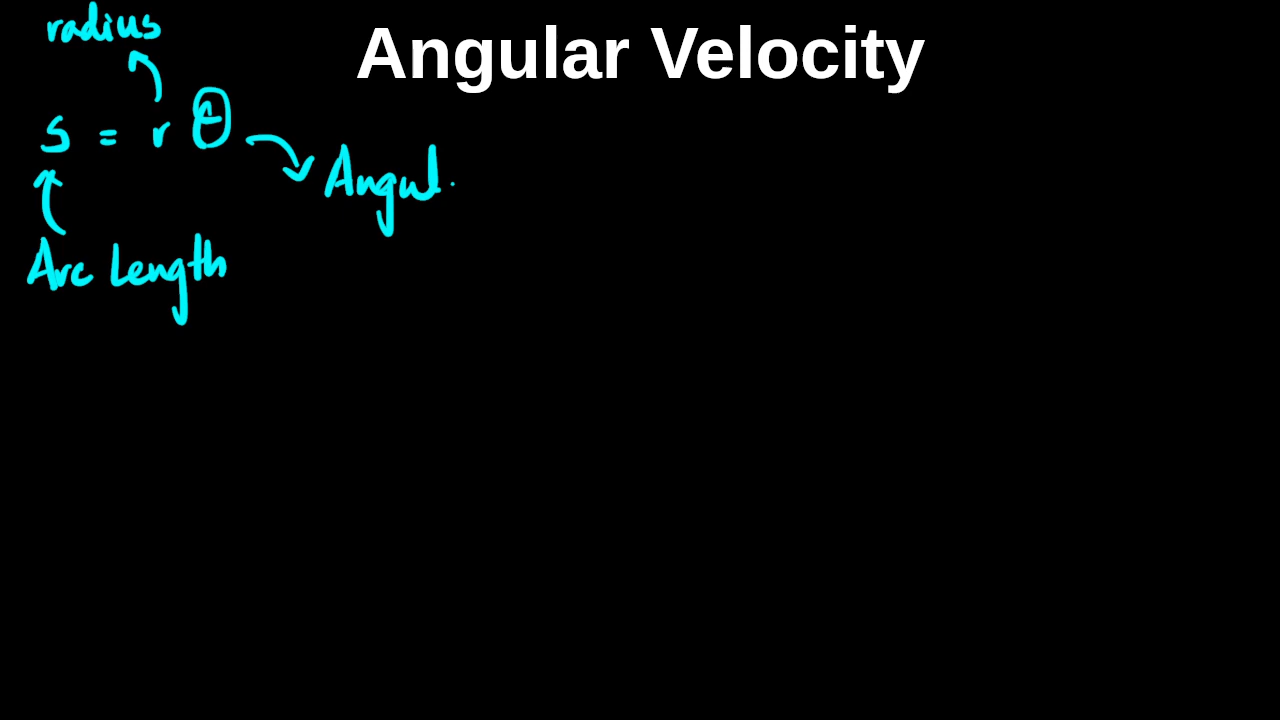 radius
Angular Velocity
s = r θ
Angul
Arc Length